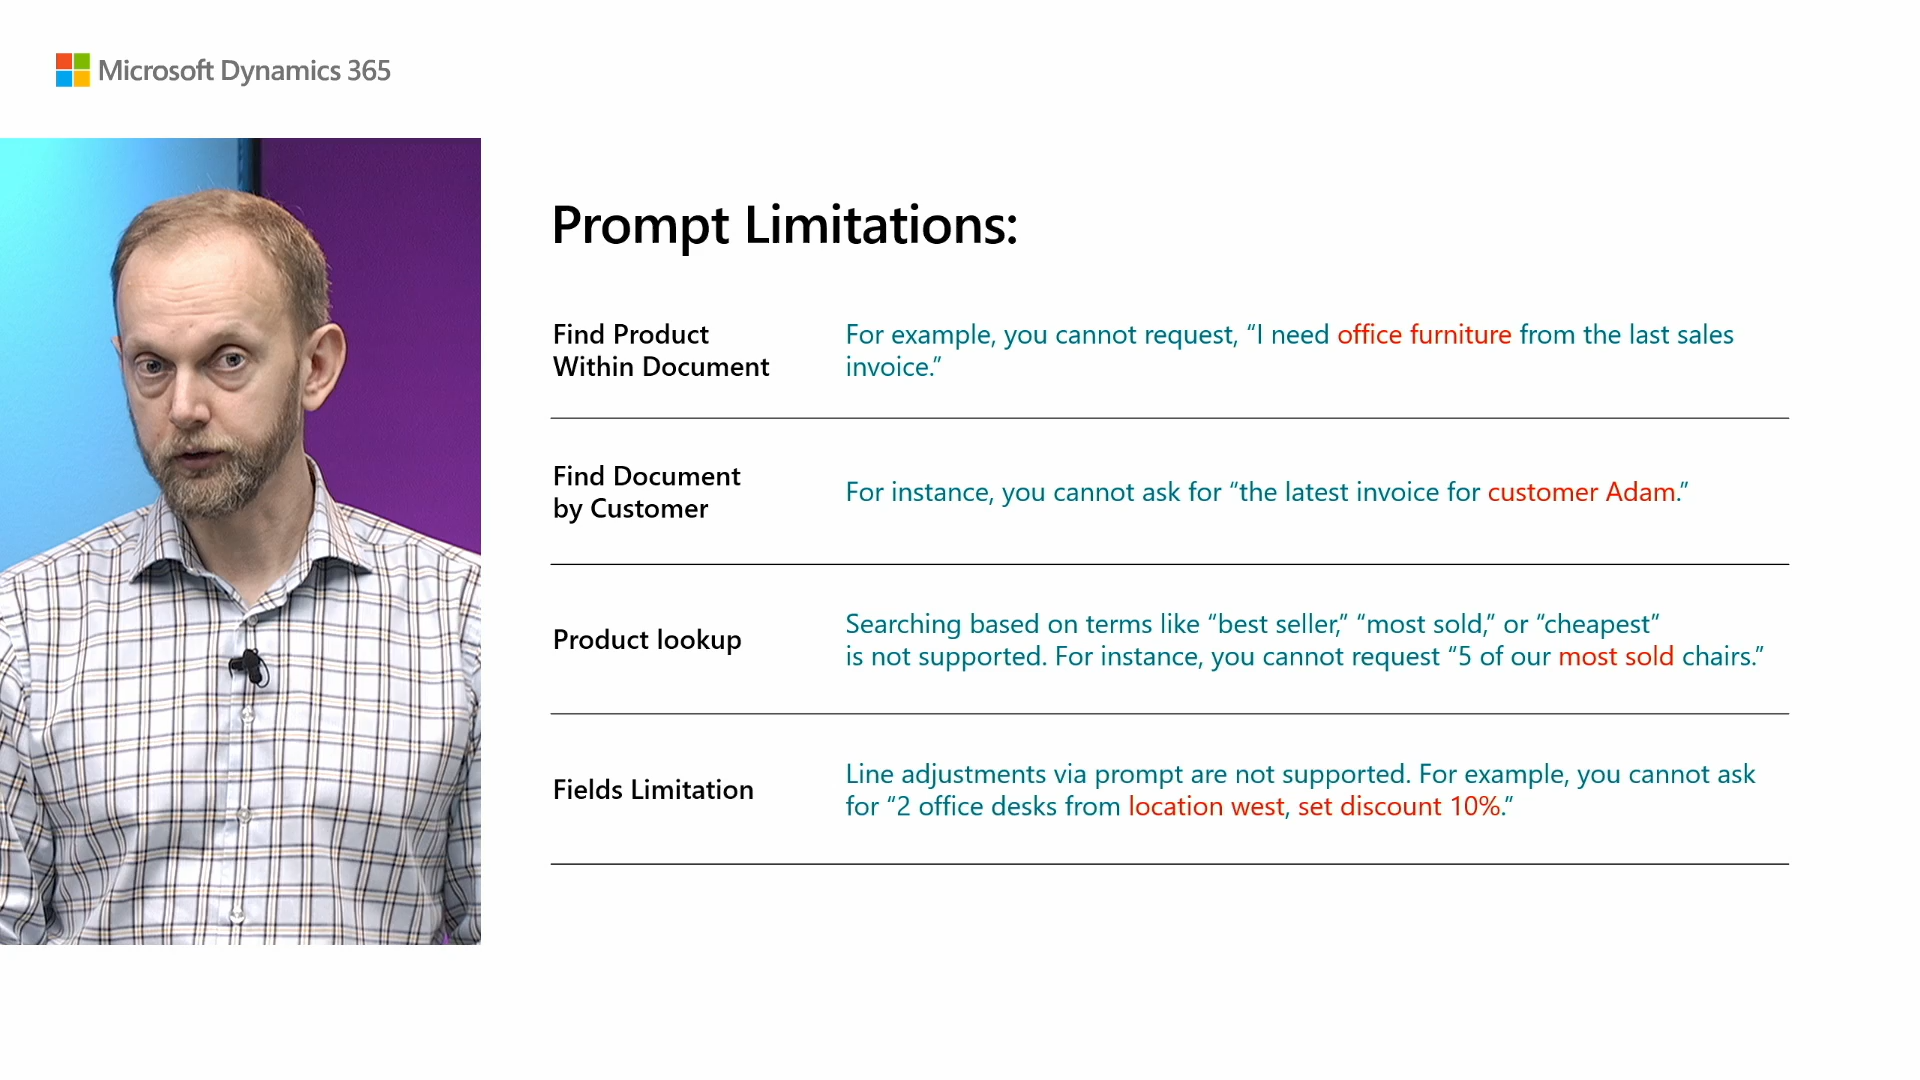 Microsoft Dynamics 365
Prompt Limitations:
Find Product
Within Document
For example, you cannot request, “I need office furniture from the last sales
invoice.”
Find Document
by Customer
For instance, you cannot ask for “the latest invoice for customer Adam.”
Product lookup
Searching based on terms like “best seller,” “most sold,” or “cheapest”
is not supported. For instance, you cannot request “5 of our most sold chairs.”
Fields Limitation
Line adjustments via prompt are not supported. For example, you cannot ask
for “2 office desks from location west, set discount 10%.”